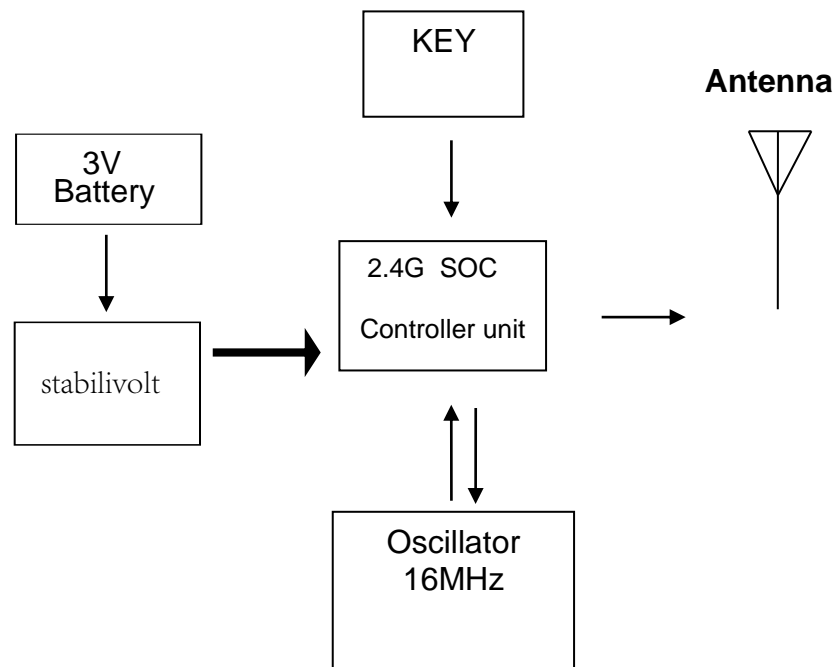 KEY
Antenna
3V
Battery
2.4G SOC
Controller unit
stabilivolt
Oscillator
16MHz